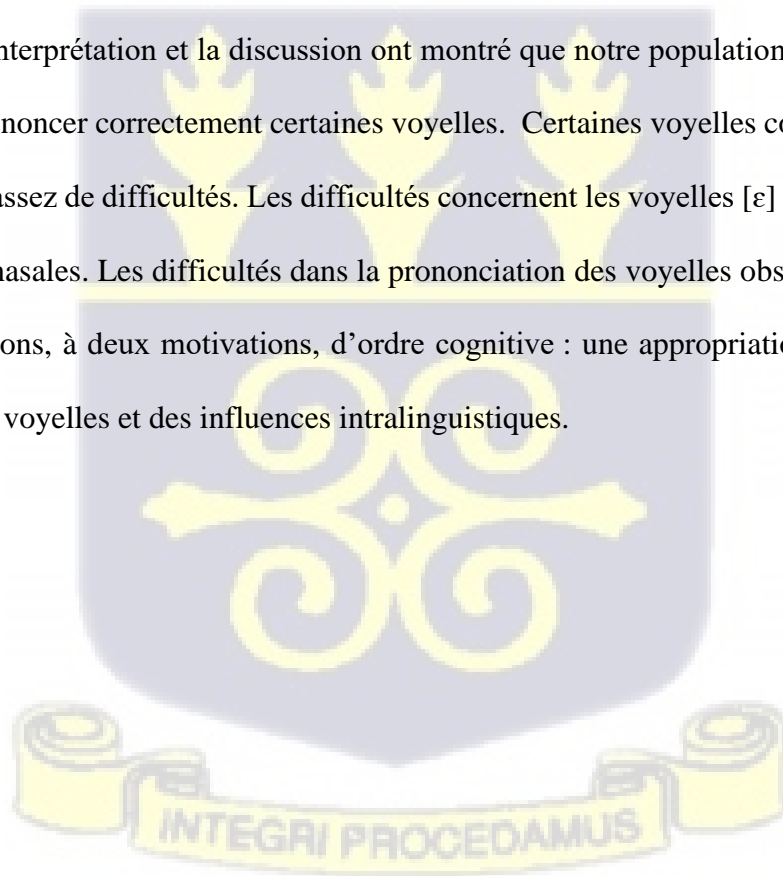 nterprétation et la discussion ont montré que notre population
noncer correctement certaines voyelles. Certaines voyelles co
assez de difficultés. Les difficultés concernent les voyelles [ɛ]
nasales. Les difficultés dans la prononciation des voyelles obs
ons, à deux motivations, d’ordre cognitive : une appropriatio
voyelles et des influences intralinguistiques.
INTEGRI PROCEDAMUS